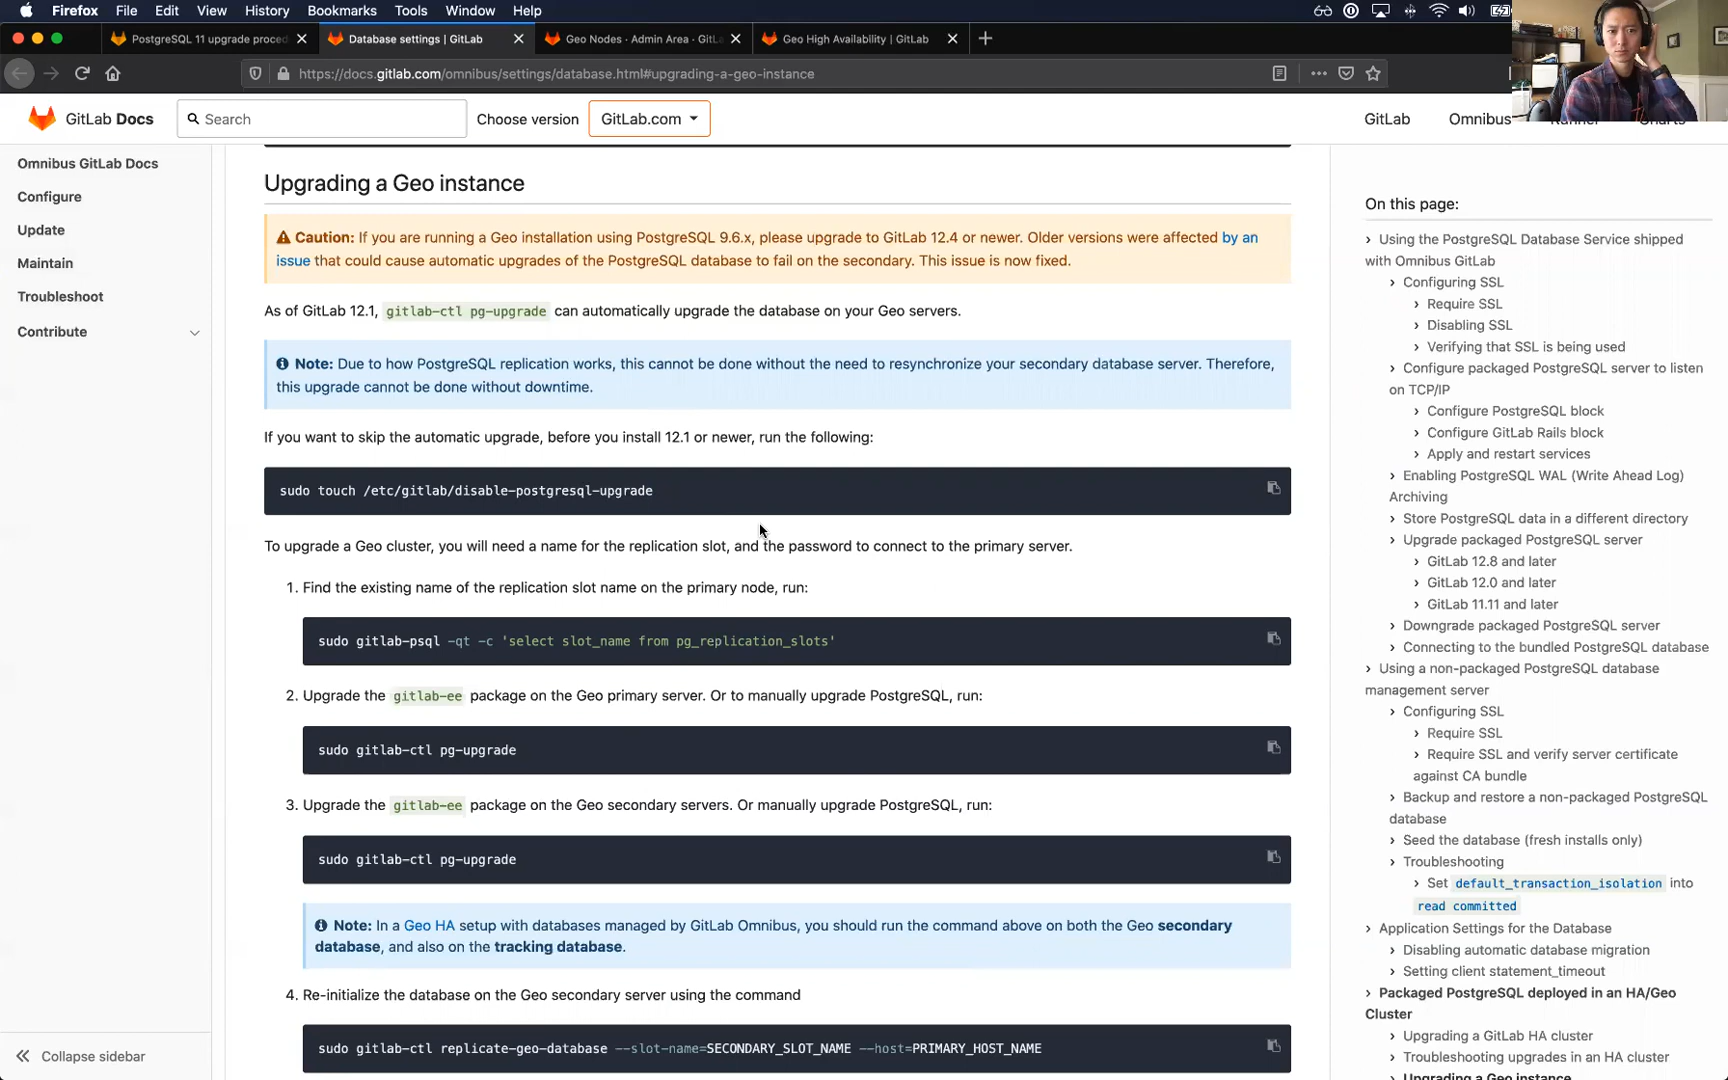 Firefox File Edit View History Bookmarks Tools Window Help
PostgreSQL 11 upgrade proced
Database settings | GitLab
Geo Nodes · Admin Area · GitL
Geo High Availability | GitLab
https://docs.gitlab.com/omnibus/settings/database.html#upgrading-a-geo-instance
GitLab Docs
Search
Choose version
GitLab.com
GitLab
Omnibus
Omnibus GitLab Docs
Configure
Update
Maintain
Troubleshoot
Contribute
Collapse sidebar
Upgrading a Geo instance
Caution: If you are running a Geo installation using PostgreSQL 9.6.x, please upgrade to GitLab 12.4 or newer. Older versions were affected by an
issue that could cause automatic upgrades of the PostgreSQL database to fail on the secondary. This issue is now fixed.
As of GitLab 12.1, gitlab-ctl pg-upgrade can automatically upgrade the database on your Geo servers.
Note: Due to how PostgreSQL replication works, this cannot be done without the need to resynchronize your secondary database server. Therefore,
this upgrade cannot be done without downtime.
If you want to skip the automatic upgrade, before you install 12.1 or newer, run the following:
sudo touch /etc/gitlab/disable-postgresql-upgrade
To upgrade a Geo cluster, you will need a name for the replication slot, and the password to connect to the primary server.
1. Find the existing name of the replication slot name on the primary node, run:
sudo gitlab-psql -qt -c 'select slot_name from pg_replication_slots'
2. Upgrade the gitlab-ee package on the Geo primary server. Or to manually upgrade PostgreSQL, run:
sudo gitlab-ctl pg-upgrade
3. Upgrade the gitlab-ee package on the Geo secondary servers. Or manually upgrade PostgreSQL, run:
sudo gitlab-ctl pg-upgrade
Note: In a Geo HA setup with databases managed by GitLab Omnibus, you should run the command above on both the Geo secondary
database, and also on the tracking database.
4. Re-initialize the database on the Geo secondary server using the command
sudo gitlab-ctl replicate-geo-database --slot-name=SECONDARY_SLOT_NAME --host=PRIMARY_HOST_NAME
On this page:
Using the PostgreSQL Database Service shipped
with Omnibus GitLab
Configuring SSL
Require SSL
Disabling SSL
Verifying that SSL is being used
Configure packaged PostgreSQL server to listen
on TCP/IP
Configure PostgreSQL block
Configure GitLab Rails block
Apply and restart services
Enabling PostgreSQL WAL (Write Ahead Log)
Archiving
Store PostgreSQL data in a different directory
Upgrade packaged PostgreSQL server
GitLab 12.8 and later
GitLab 12.0 and later
GitLab 11.11 and later
Downgrade packaged PostgreSQL server
Connecting to the bundled PostgreSQL database
Using a non-packaged PostgreSQL database
management server
Configuring SSL
Require SSL
Require SSL and verify server certificate
against CA bundle
Backup and restore a non-packaged PostgreSQL
database
Seed the database (fresh installs only)
Troubleshooting
Set default_transaction_isolation into
read committed
Application Settings for the Database
Disabling automatic database migration
Setting client statement_timeout
Packaged PostgreSQL deployed in an HA/Geo
Cluster
Upgrading a GitLab HA cluster
Troubleshooting upgrades in an HA cluster
Upgrading a Geo instance